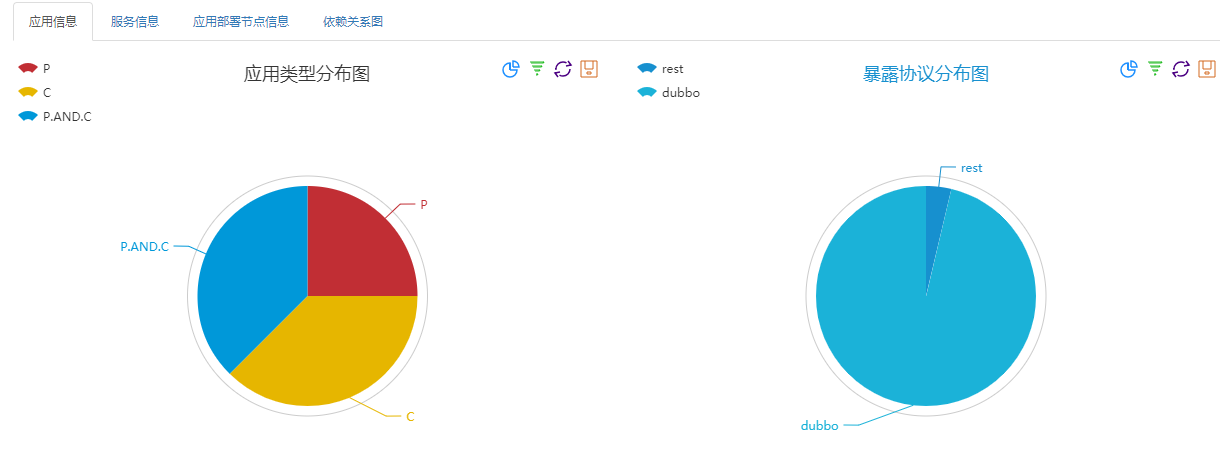 应用信息
服务信息
应用部署节点信息
依赖关系图
P
C
P.AND.C
应用类型分布图
P
P.AND.C
C
rest
dubbo
暴露协议分布图
rest
dubbo